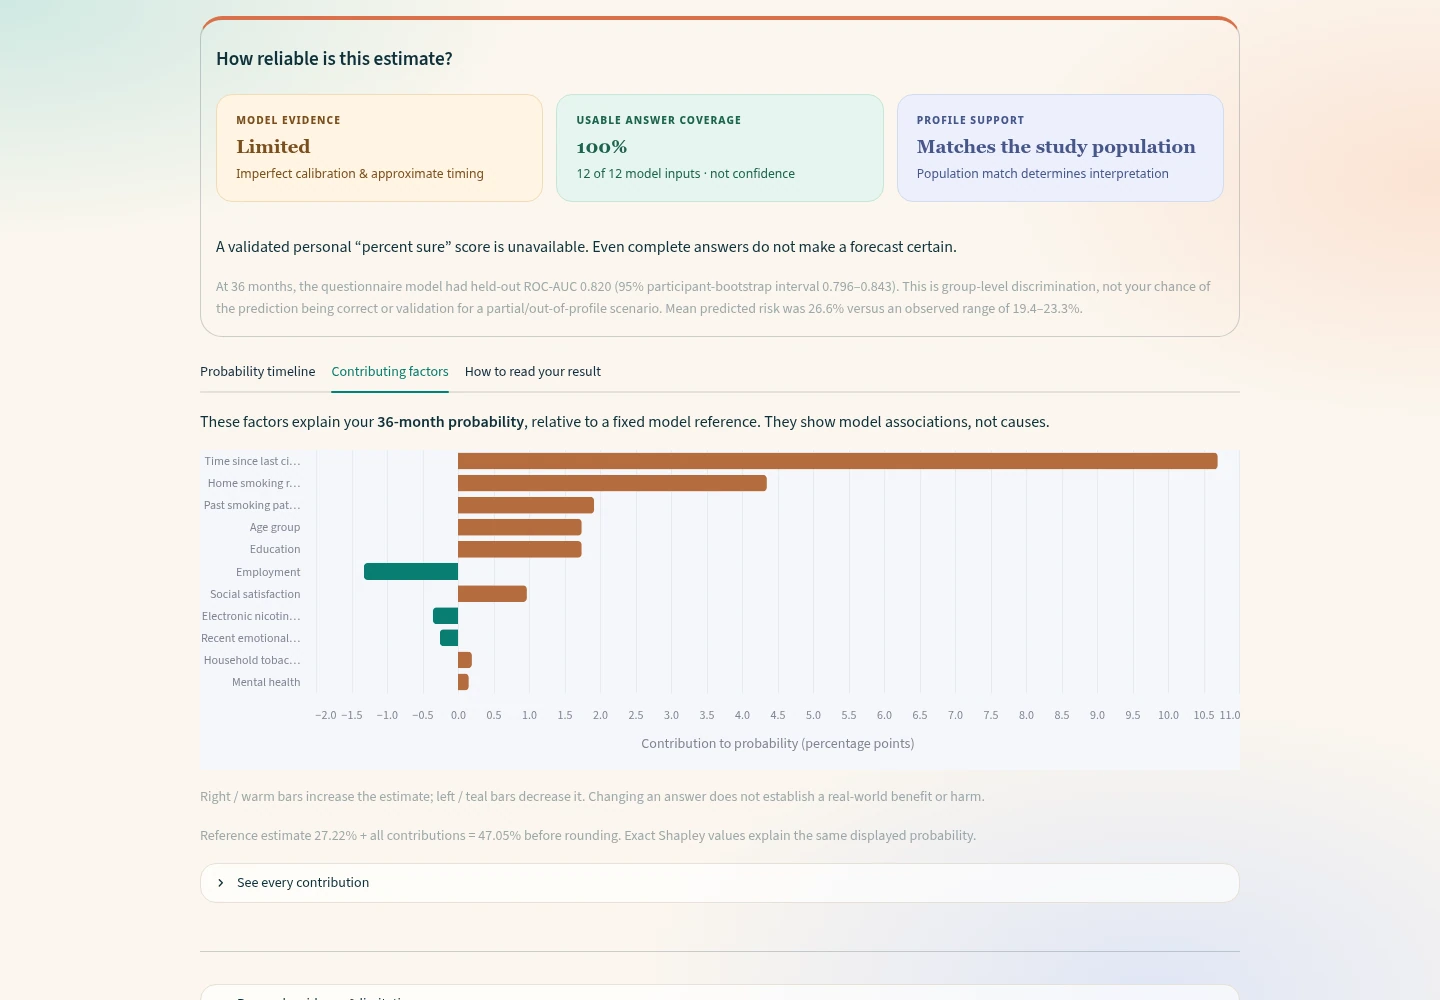 How reliable is this estimate?
MODEL EVIDENCE
Limited
Imperfect calibration & approximate timing
USABLE ANSWER COVERAGE
100%
12 of 12 model inputs · not confidence
PROFILE SUPPORT
Matches the study population
Population match determines interpretation
A validated personal “percent sure” score is unavailable. Even complete answers do not make a forecast certain.
At 36 months, the questionnaire model had held-out ROC-AUC 0.820 (95% participant-bootstrap interval 0.796–0.843). This is group-level discrimination, not your chance of
the prediction being correct or validation for a partial/out-of-profile scenario. Mean predicted risk was 26.6% versus an observed range of 19.4–23.3%.
Probability timeline Contributing factors How to read your result
These factors explain your 36-month probability, relative to a fixed model reference. They show model associations, not causes.
Time since last ci…
Home smoking r…
Past smoking pat…
Age group
Education
Employment
Social satisfaction
Electronic nicotin…
Recent emotional…
Household tobac…
Mental health
−2.0 −1.5 −1.0 −0.5 0.0 0.5 1.0 1.5 2.0 2.5 3.0 3.5 4.0 4.5 5.0 5.5 6.0 6.5 7.0 7.5 8.0 8.5 9.0 9.5 10.0 10.5 11.0
Contribution to probability (percentage points)
Right / warm bars increase the estimate; left / teal bars decrease it. Changing an answer does not establish a real-world benefit or harm.
Reference estimate 27.22% + all contributions = 47.05% before rounding. Exact Shapley values explain the same displayed probability.
See every contribution